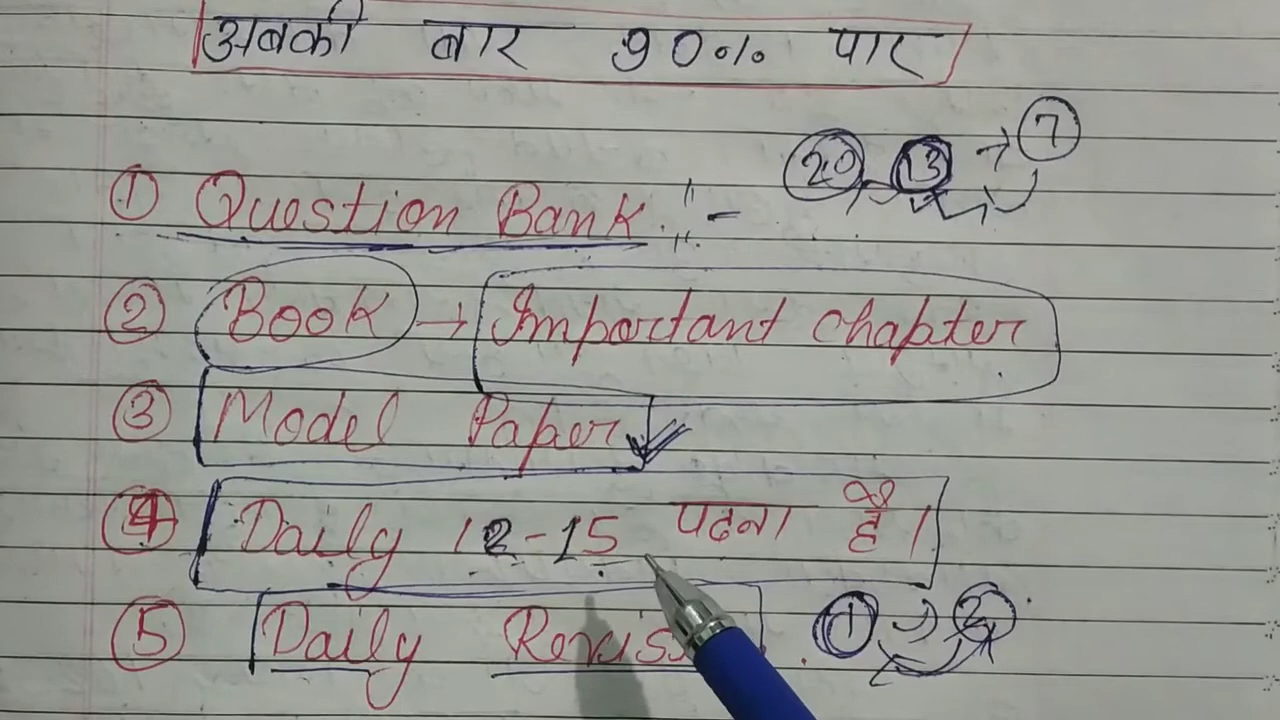 अबकी बार 90% पार
① Question Bank :- 20 13 → 7
② Book → Important chapter
③ Model Paper
④ Daily 12-15 पढना है।
⑤ Daily 1 2